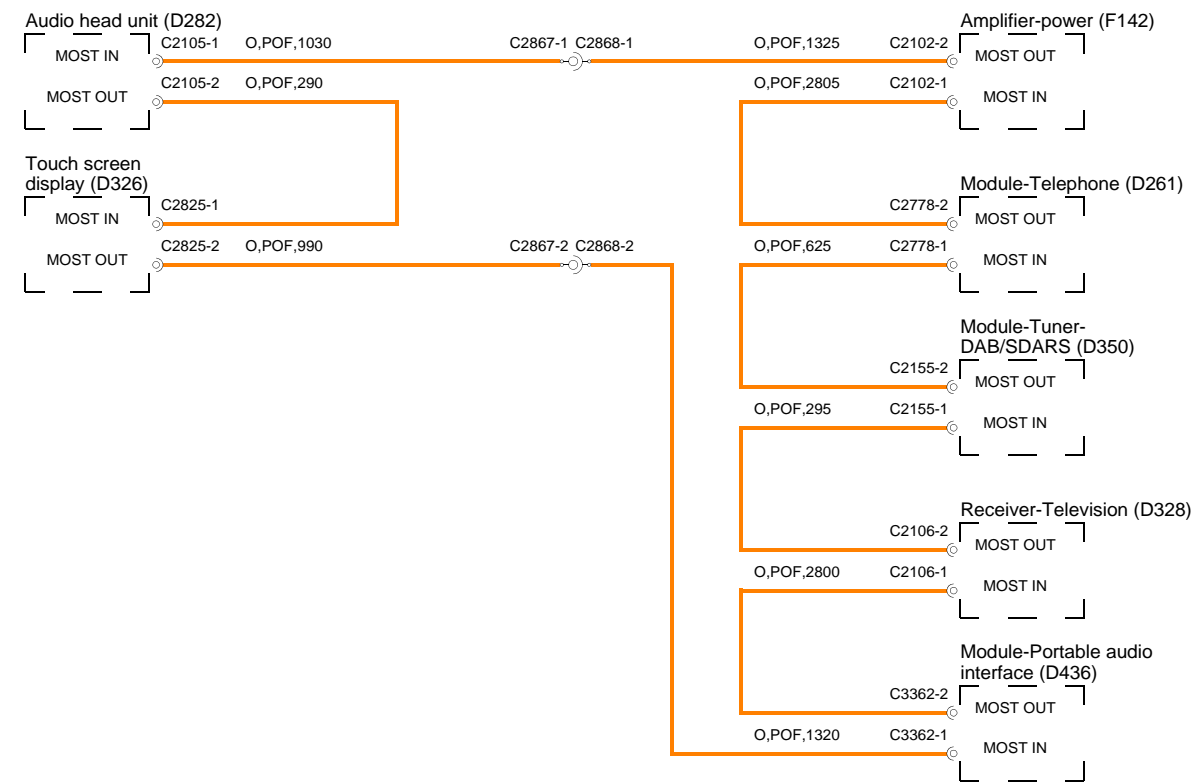 Audio head unit (D282)
MOST IN
C2105-1 O,POF,1030 C2867-1 C2868-1
MOST OUT
C2105-2 O,POF,290
Touch screen
display (D326)
MOST IN
C2825-1
MOST OUT
C2825-2 O,POF,990 C2867-2 C2868-2
Amplifier-power (F142)
O,POF,1325 C2102-2
MOST OUT
O,POF,2805 C2102-1
MOST IN
Module-Telephone (D261)
C2778-2
MOST OUT
O,POF,625 C2778-1
MOST IN
Module-Tuner-
DAB/SDARS (D350)
C2155-2
MOST OUT
O,POF,295 C2155-1
MOST IN
Receiver-Television (D328)
C2106-2
MOST OUT
O,POF,2800 C2106-1
MOST IN
Module-Portable audio
interface (D436)
C3362-2
MOST OUT
O,POF,1320 C3362-1
MOST IN